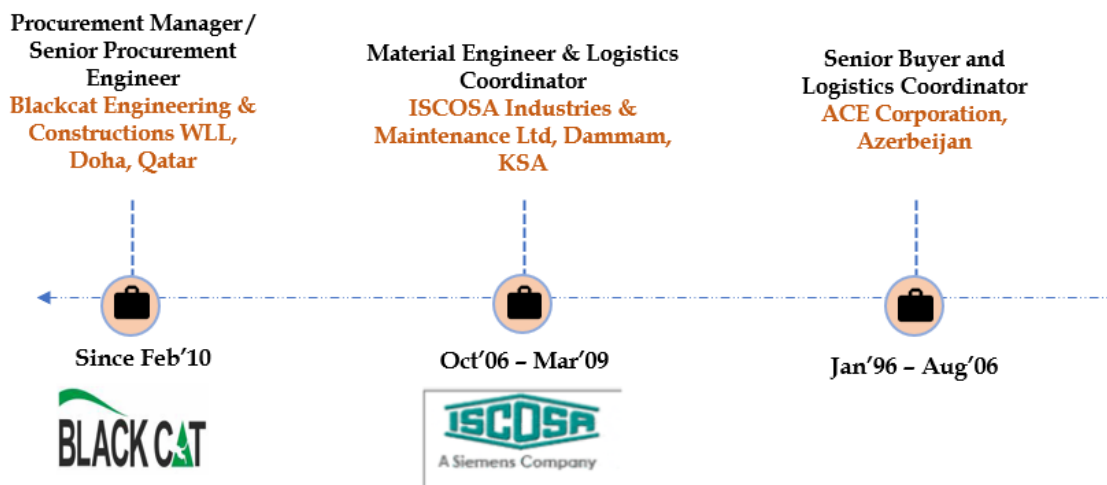 Procurement Manager/
Senior Procurement
Engineer
Blackcat Engineering &
Constructions WLL,
Doha, Qatar
Since Feb'10
BLACK CAT
Material Engineer & Logistics
Coordinator
ISCOSA Industries &
Maintenance Ltd, Dammam,
KSA
Oct'06 – Mar'09
ISCOSA
A Siemens Company
Senior Buyer and
Logistics Coordinator
ACE Corporation,
Azerbeijan
Jan'96 – Aug'06